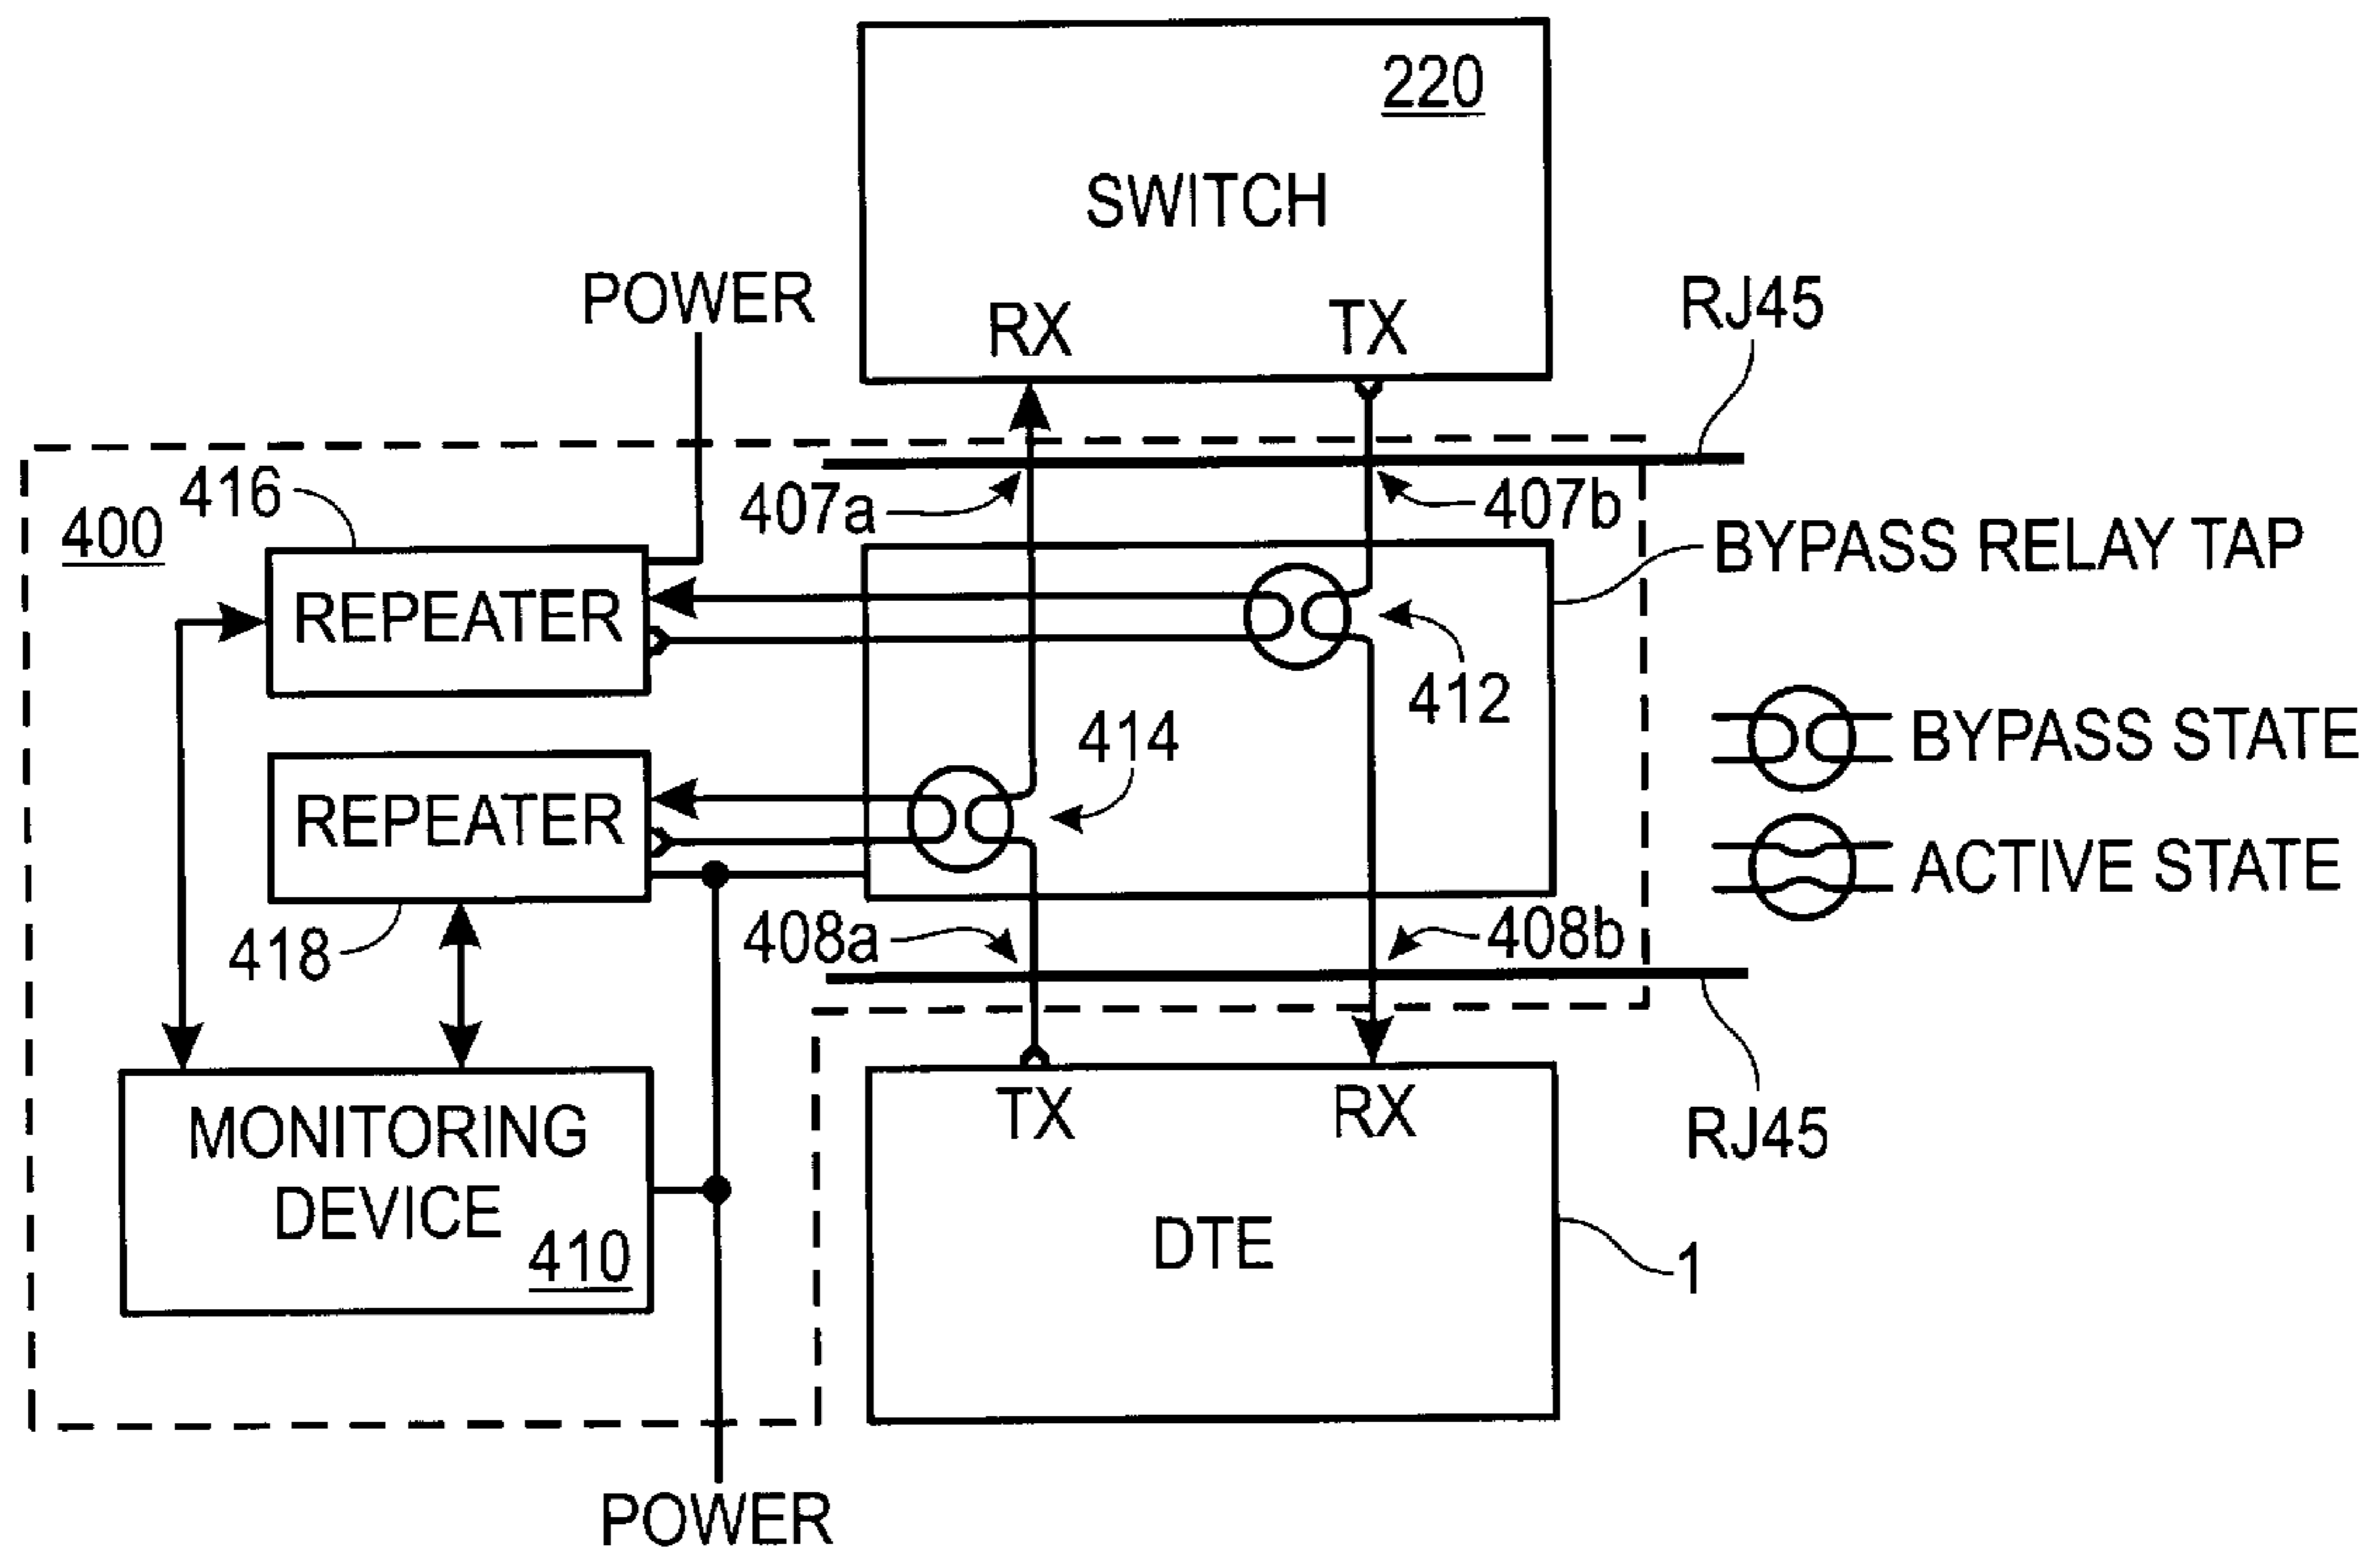 220
SWITCH
POWER
RX
TX
RJ45
416
407a
407b
400
BYPASS RELAY TAP
REPEATER
412
414
BYPASS STATE
REPEATER
ACTIVE STATE
418
408a
408b
TX
RX
RJ45
MONITORING
DEVICE
410
DTE
1
POWER